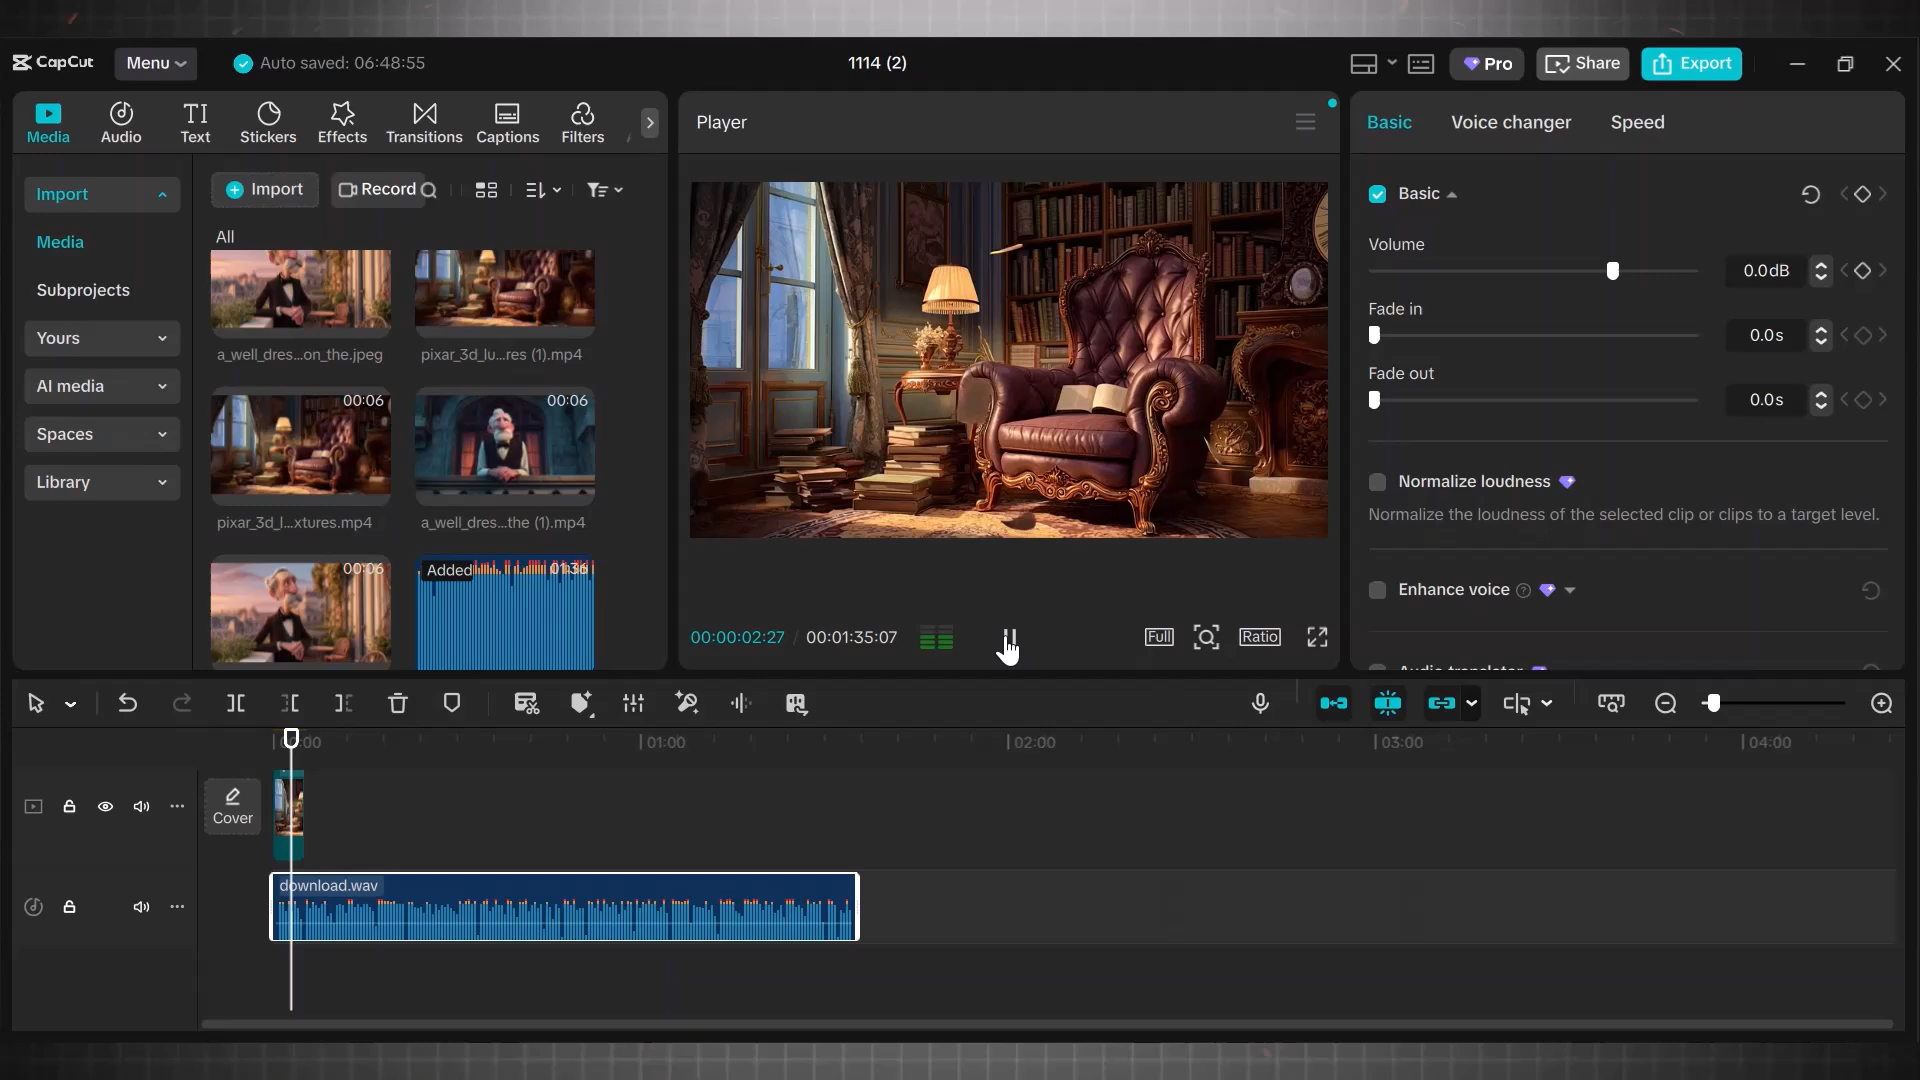 CapCut
Menu
Auto saved: 06:48:55
1114 (2)
Pro
Share
Export
Media
Audio
Text
Stickers
Effects
Transitions
Captions
Filters
Import
Media
Subprojects
Yours
AI media
Spaces
Library
Import
Record
All
a_well_dres...on_the.jpeg
pixar_3d_lu...res (1).mp4
00:06
00:06
pixar_3d_l...xtures.mp4
a_well_dres...the (1).mp4
00:06
Added
01:36
Player
00:00:02:27 / 00:01:35:07
Full
Ratio
Basic
Voice changer
Speed
Basic
Volume
0.0dB
Fade in
0.0s
Fade out
0.0s
Normalize loudness
Normalize the loudness of the selected clip or clips to a target level.
Enhance voice
Audio translator
00:00
01:00
02:00
03:00
04:00
Cover
download.wav